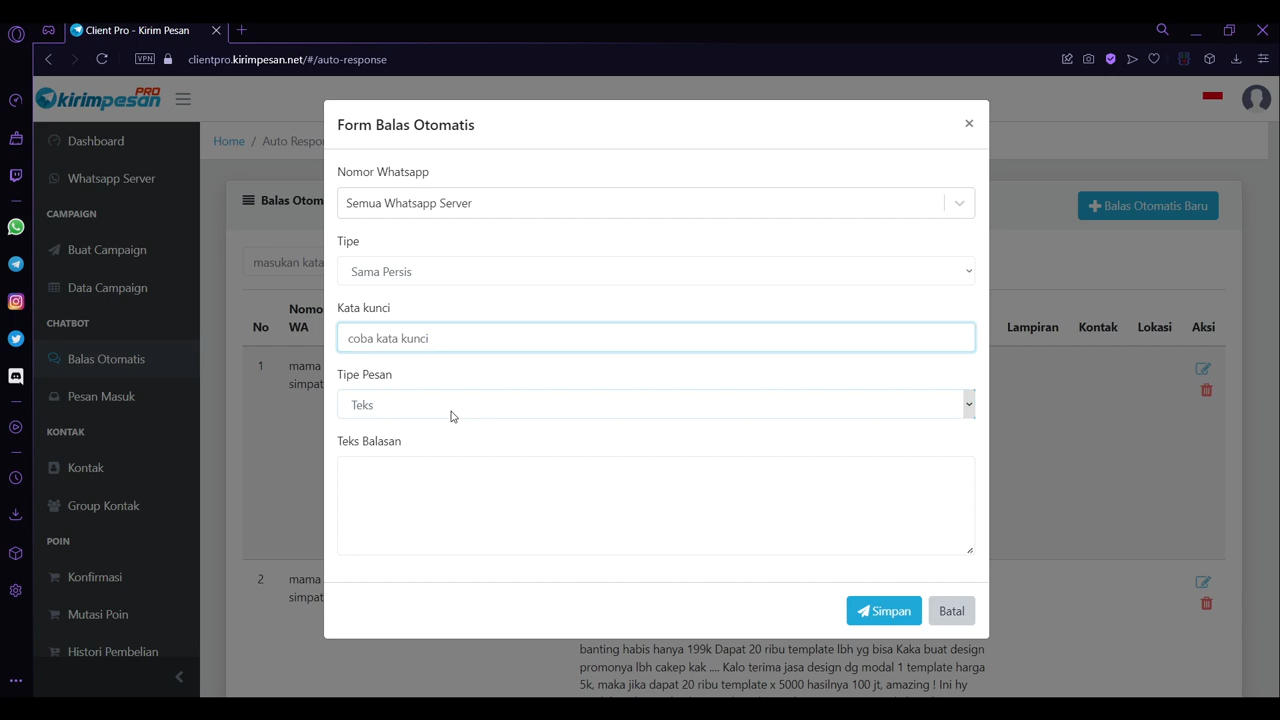 Client Pro - Kirim Pesan
VPN
clientpro.kirimpesan.net/#/auto-response
kirimpesan PRO
Dashboard
Whatsapp Server
CAMPAIGN
Buat Campaign
Data Campaign
CHATBOT
Balas Otomatis
Pesan Masuk
KONTAK
Kontak
Group Kontak
POIN
Konfirmasi
Mutasi Poin
Histori Pembelian
Home / Auto Respon
Balas Otom
Balas Otomatis Baru
masukan kata
No
Nomo
WA
Lampiran
Kontak
Lokasi
Aksi
1
mama
simpat
2
mama
simpat
Form Balas Otomatis
Nomor Whatsapp
Semua Whatsapp Server
Tipe
Sama Persis
Kata kunci
coba kata kunci
Tipe Pesan
Teks
Teks Balasan
Simpan
Batal
banting habis hanya 199k Dapat 20 ribu template lbh yg bisa Kaka buat design
promonya lbh cakep kak .... Kalo terima jasa design dg modal 1 template harga
5k, maka jika dapat 20 ribu template x 5000 hasilnya 100 jt, amazing ! Ini hy